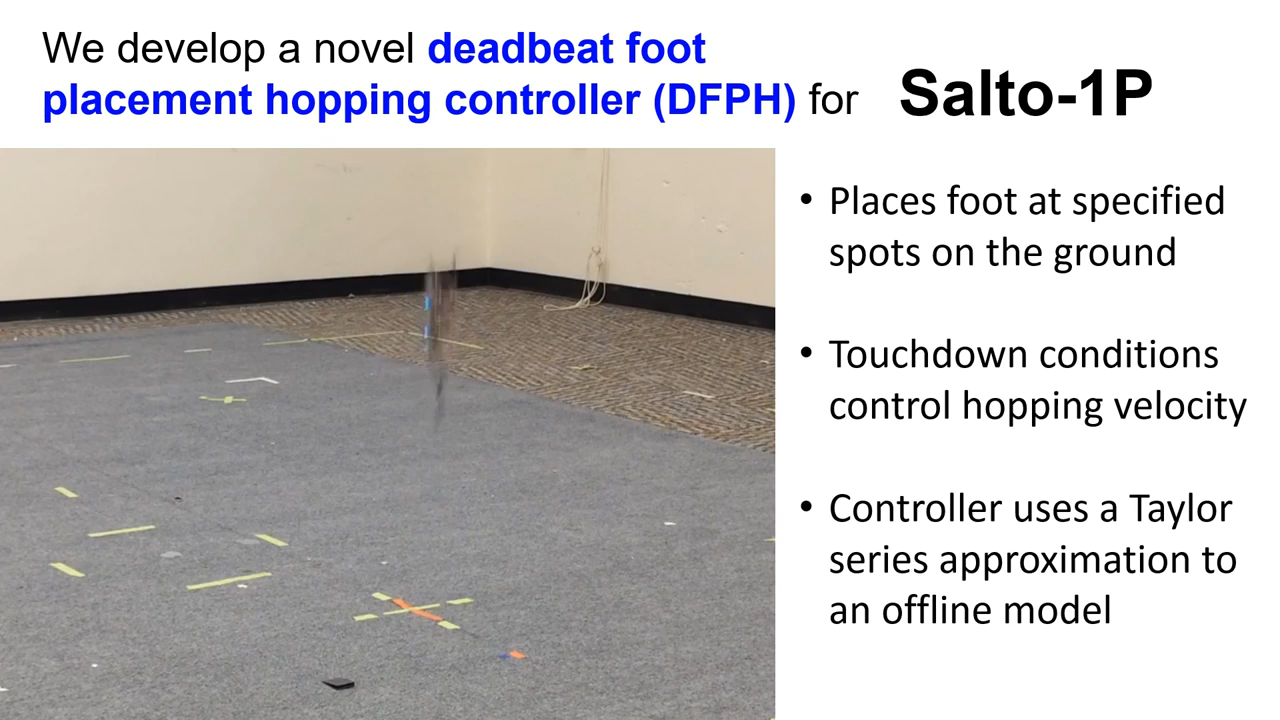 We develop a novel deadbeat foot
placement hopping controller (DFPH) for Salto-1P
• Places foot at specified
spots on the ground
• Touchdown conditions
control hopping velocity
• Controller uses a Taylor
series approximation to
an offline model